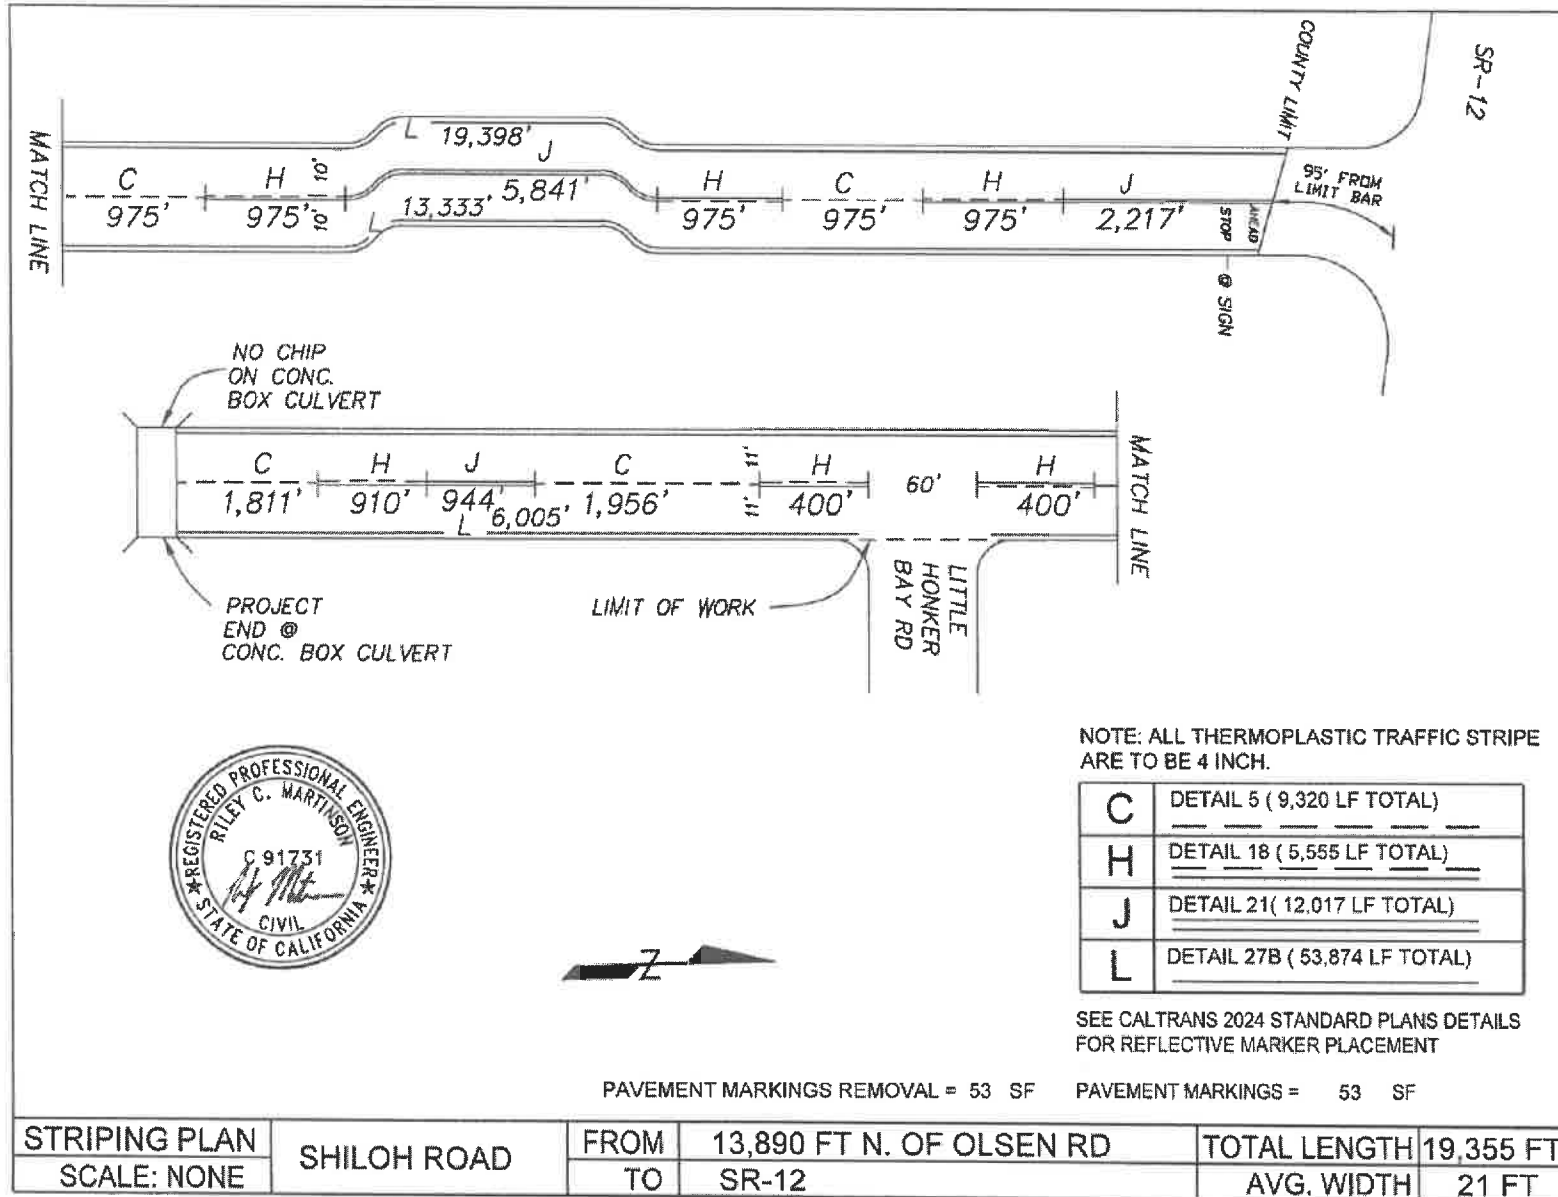 SR-12
COUNTY LIMIT
MATCH LINE
L 19,398'
J
5,841'
L 13,333'
C
975'
H
975'
10'
10'
H
975'
C
975'
H
975'
J
2,217'
STOP
AHEAD
@ SIGN
95' FROM
LIMIT BAR
NO CHIP
ON CONC.
BOX CULVERT
C
1,811'
H
910'
J
944'
L 6,005'
C
1,956'
11'
11'
H
400'
60'
H
400'
MATCH LINE
PROJECT
END @
CONC. BOX CULVERT
LIMIT OF WORK
LITTLE
HONKER
BAY RD
NOTE: ALL THERMOPLASTIC TRAFFIC STRIPE
ARE TO BE 4 INCH.
C DETAIL 5 ( 9,320 LF TOTAL)
H DETAIL 18 ( 5,555 LF TOTAL)
J DETAIL 21( 12,017 LF TOTAL)
L DETAIL 27B ( 53,874 LF TOTAL)
SEE CALTRANS 2024 STANDARD PLANS DETAILS
FOR REFLECTIVE MARKER PLACEMENT
REGISTERED PROFESSIONAL ENGINEER
RILEY C. MARTINSON
C 91731
CIVIL
STATE OF CALIFORNIA
Z
PAVEMENT MARKINGS REMOVAL = 53 SF PAVEMENT MARKINGS = 53 SF
STRIPING PLAN
SCALE: NONE
SHILOH ROAD
FROM 13,890 FT N. OF OLSEN RD
TO SR-12
TOTAL LENGTH 19,355 FT
AVG. WIDTH 21 FT